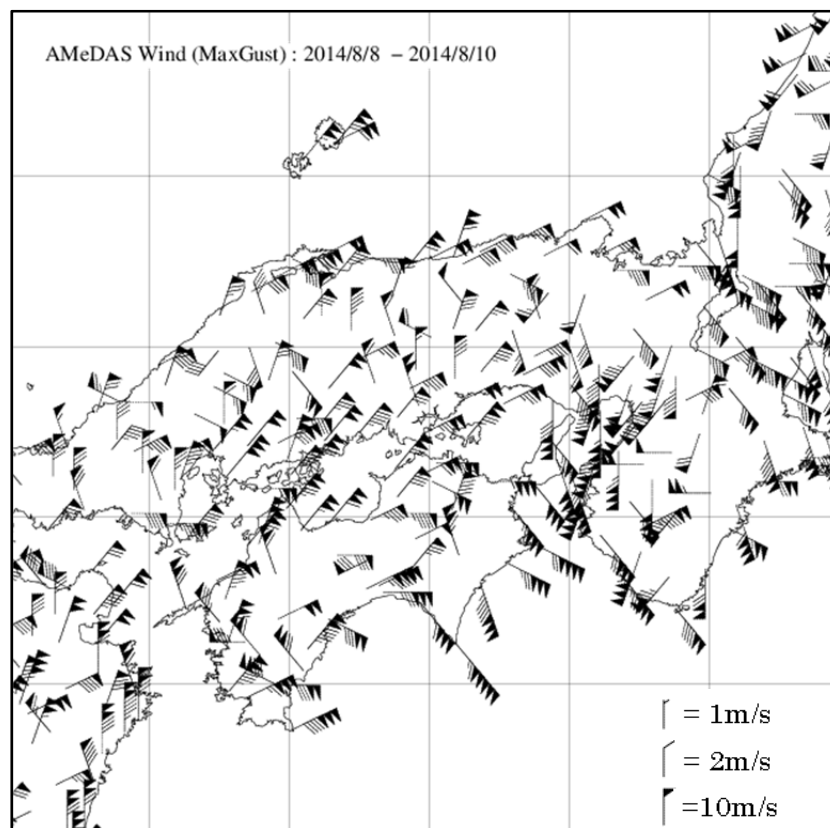 AMeDAS Wind (MaxGust) : 2014/8/8 – 2014/8/10
= 1m/s
= 2m/s
=10m/s